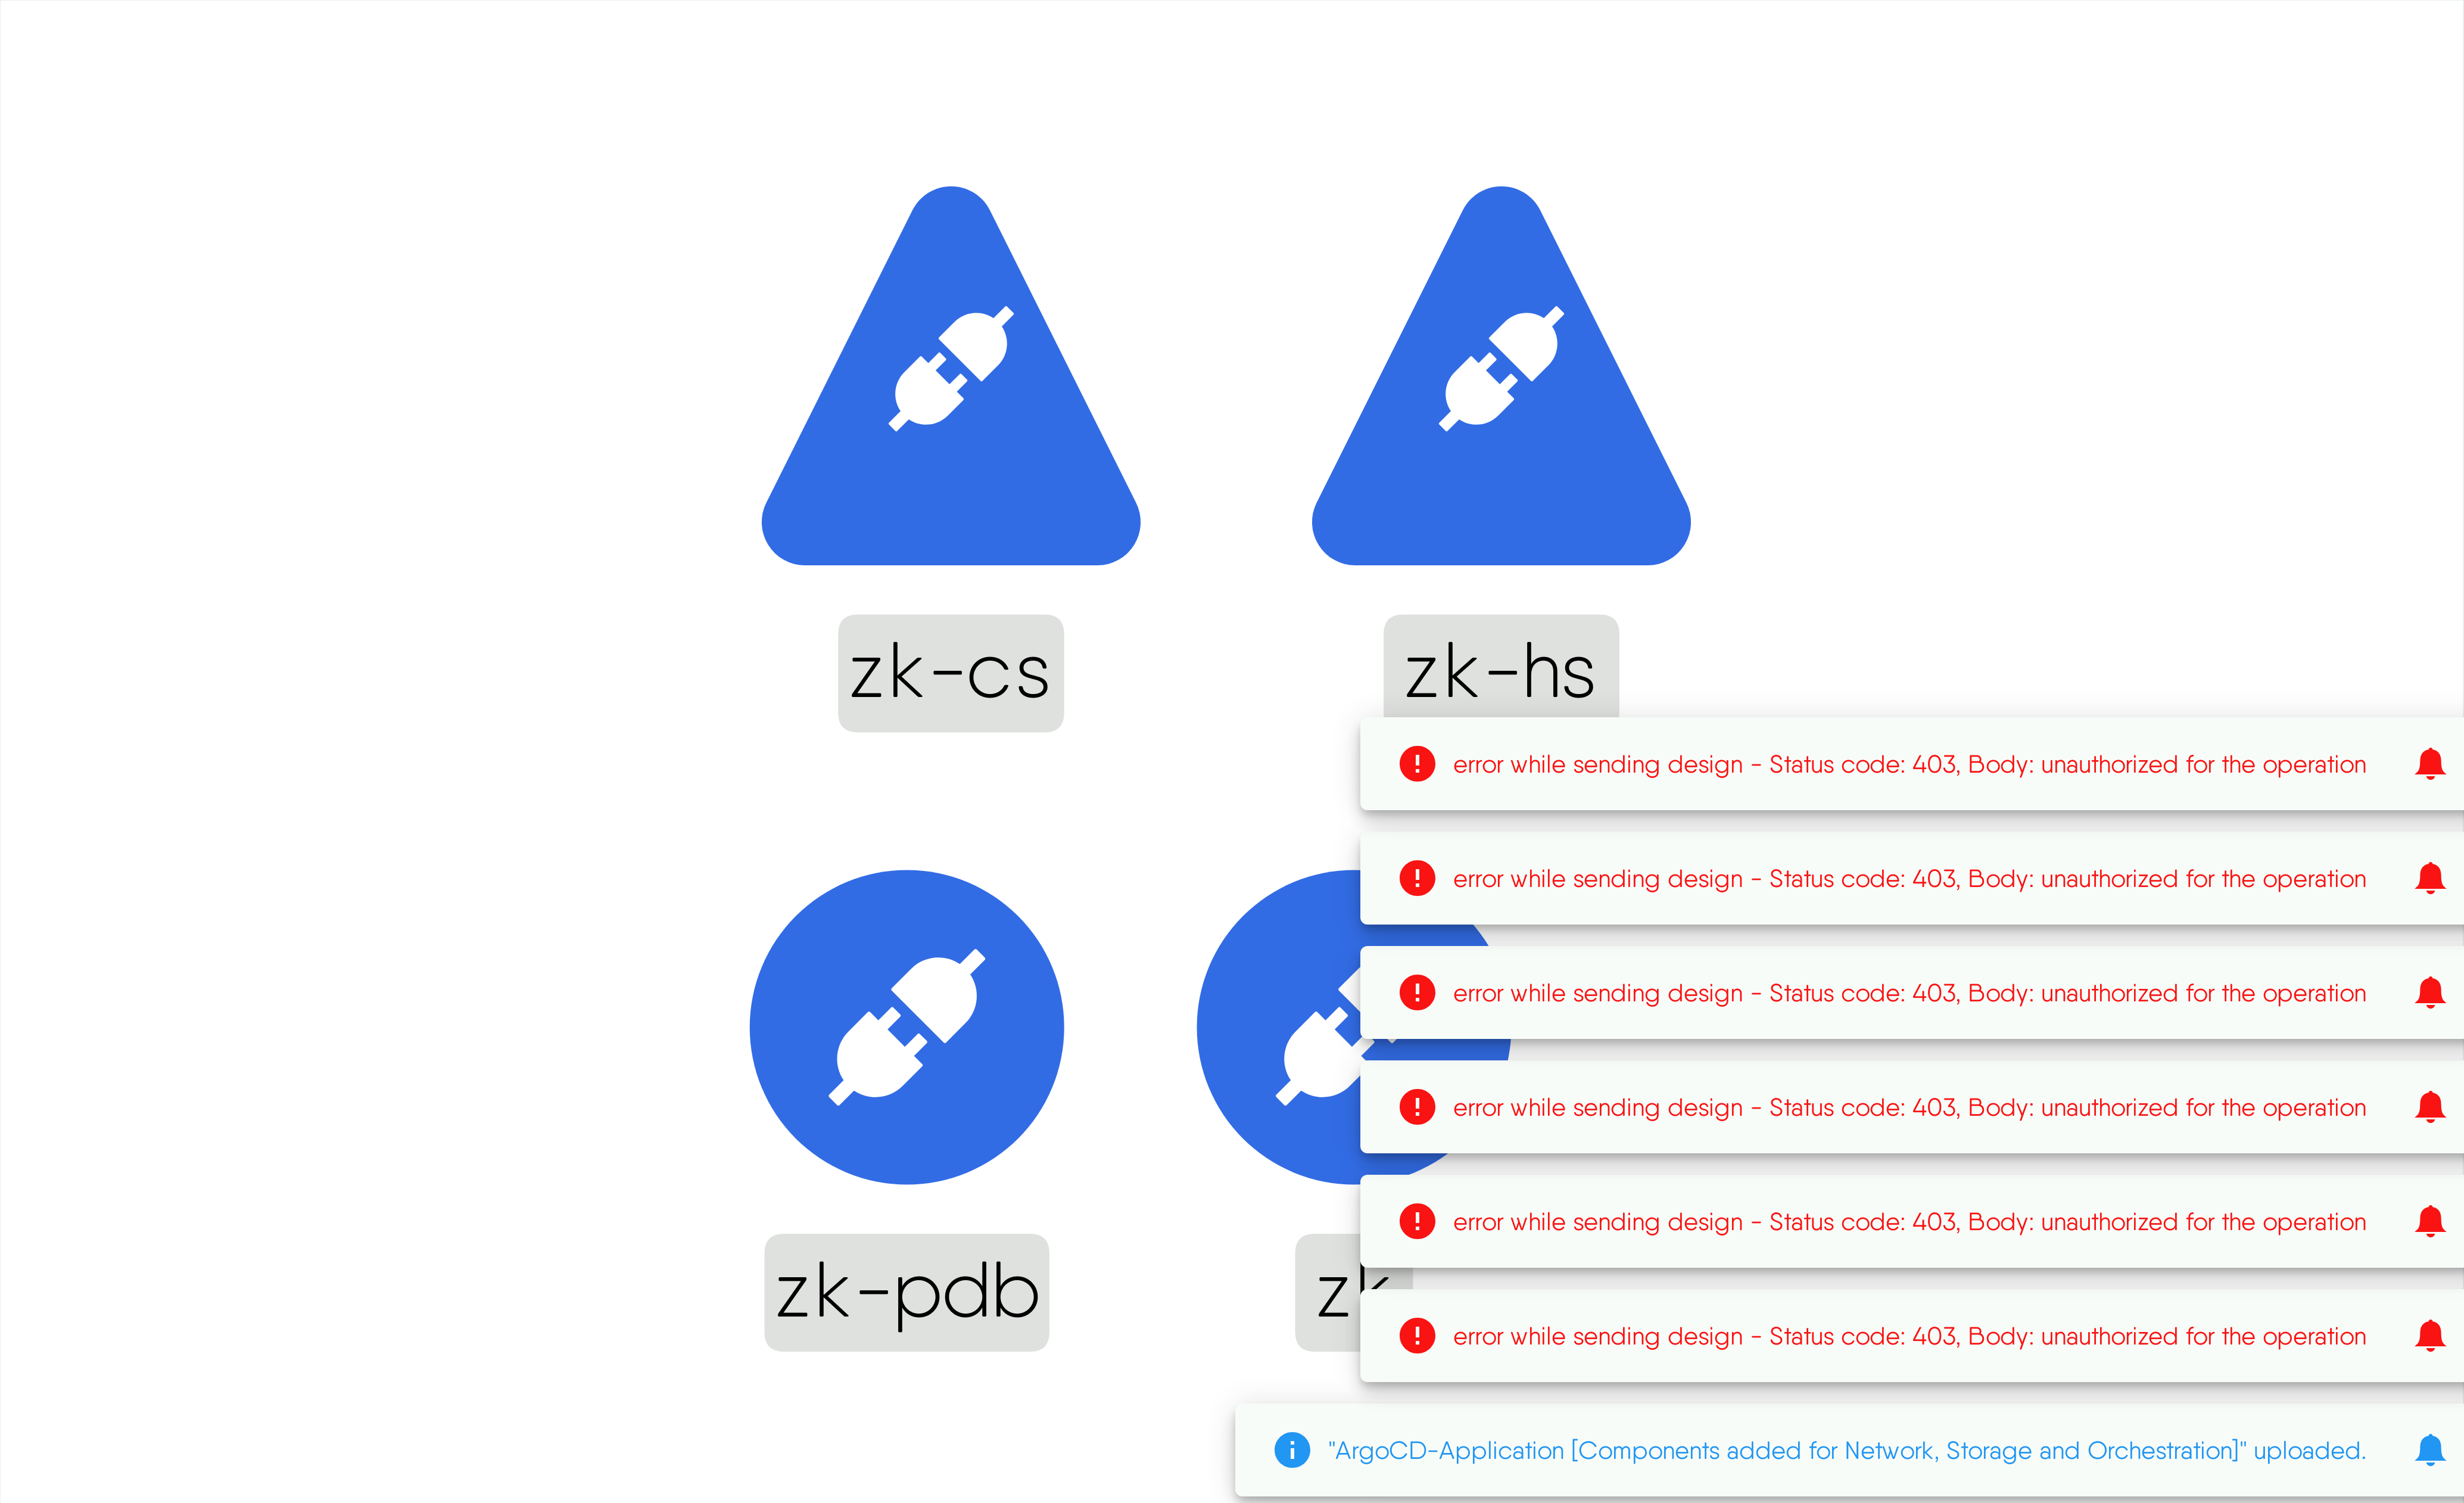 zk-cs
zk-hs
error while sending design - Status code: 403, Body: unauthorized for the operation
error while sending design - Status code: 403, Body: unauthorized for the operation
error while sending design - Status code: 403, Body: unauthorized for the operation
error while sending design - Status code: 403, Body: unauthorized for the operation
error while sending design - Status code: 403, Body: unauthorized for the operation
zk-pdb
zk
error while sending design - Status code: 403, Body: unauthorized for the operation
"ArgoCD-Application [Components added for Network, Storage and Orchestration]" uploaded.